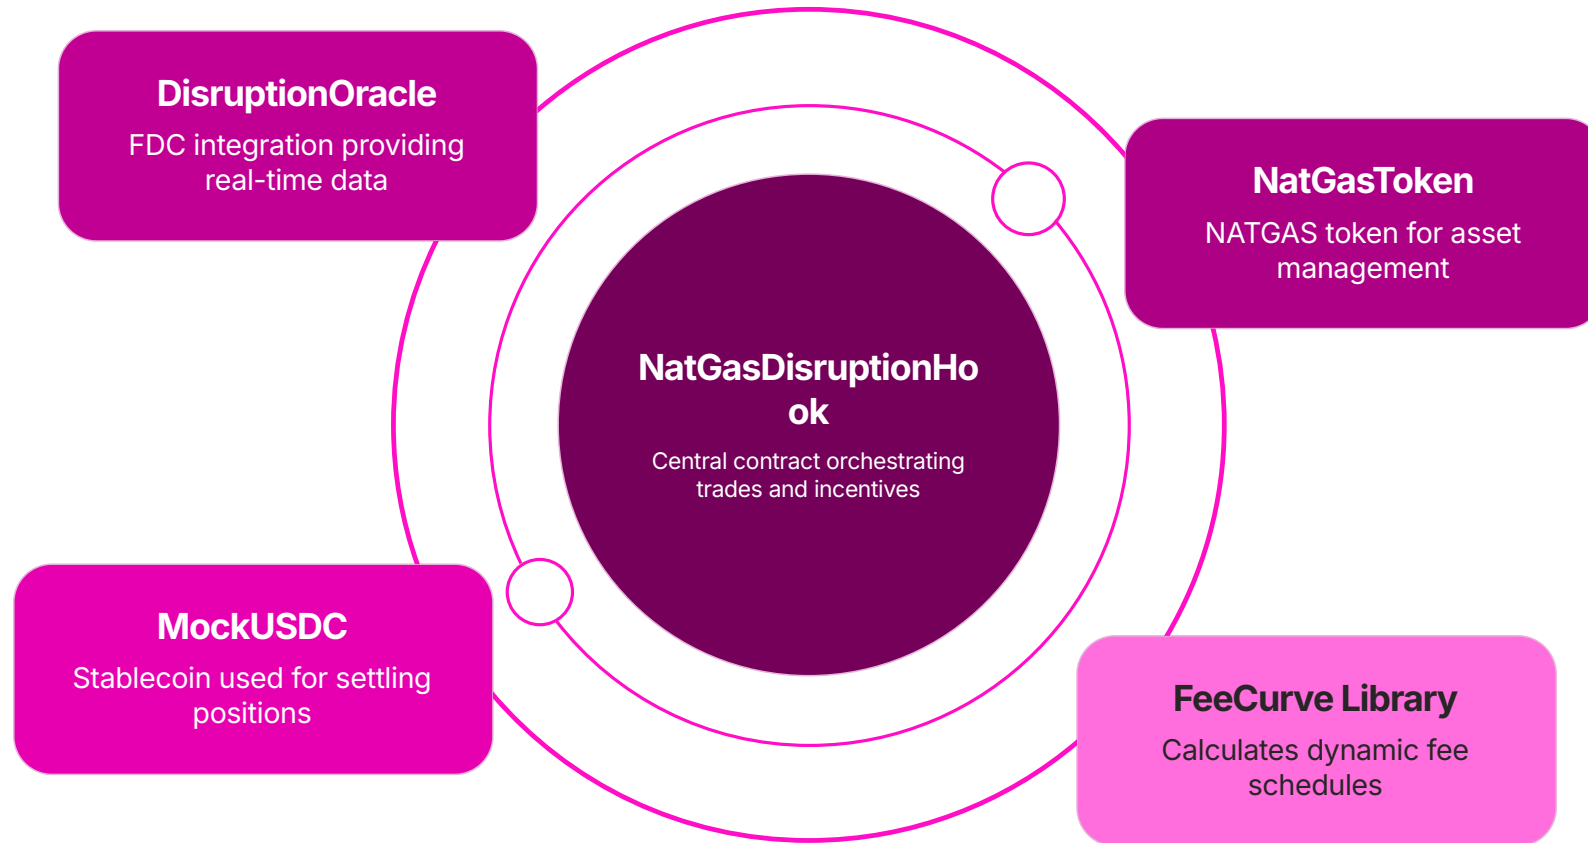 DisruptionOracle
FDC integration providing
real-time data
NatGasToken
NATGAS token for asset
management
NatGasDisruptionHo
ok
Central contract orchestrating
trades and incentives
MockUSDC
Stablecoin used for settling
positions
FeeCurve Library
Calculates dynamic fee
schedules